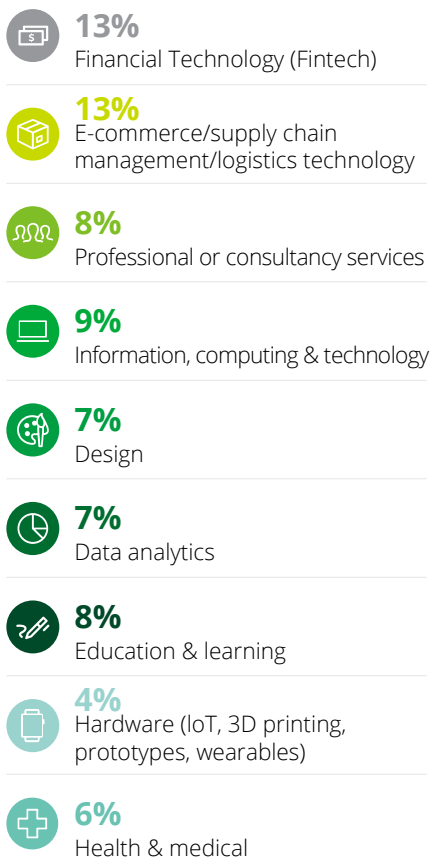 13%
Financial Technology (Fintech)
13%
E-commerce/supply chain
management/logistics technology
8%
Professional or consultancy services
9%
Information, computing & technology
7%
Design
7%
Data analytics
8%
Education & learning
4%
Hardware (loT, 3D printing,
prototypes, wearables)
6%
Health & medical